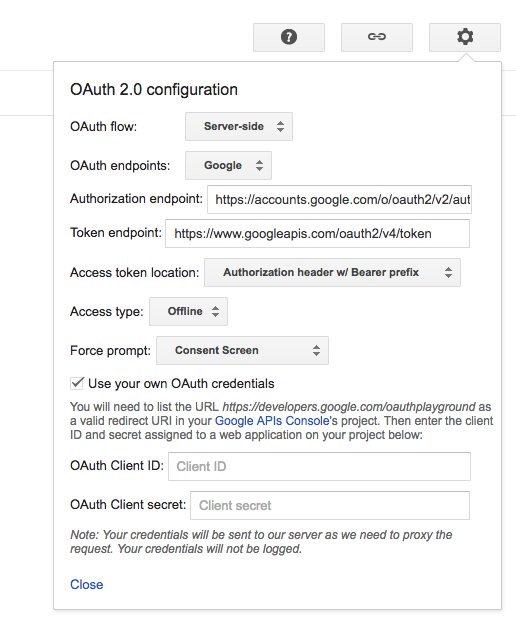 ?
OAuth 2.0 configuration
OAuth flow: Server-side
OAuth endpoints: Google
Authorization endpoint: https://accounts.google.com/o/oauth2/v2/aut
Token endpoint: https://www.googleapis.com/oauth2/v4/token
Access token location: Authorization header w/ Bearer prefix
Access type: Offline
Force prompt: Consent Screen
Use your own OAuth credentials
You will need to list the URL https://developers.google.com/oauthplayground as
a valid redirect URI in your Google APIs Console's project. Then enter the client
ID and secret assigned to a web application on your project below:
OAuth Client ID: Client ID
OAuth Client secret: Client secret
Note: Your credentials will be sent to our server as we need to proxy the
request. Your credentials will not be logged.
Close